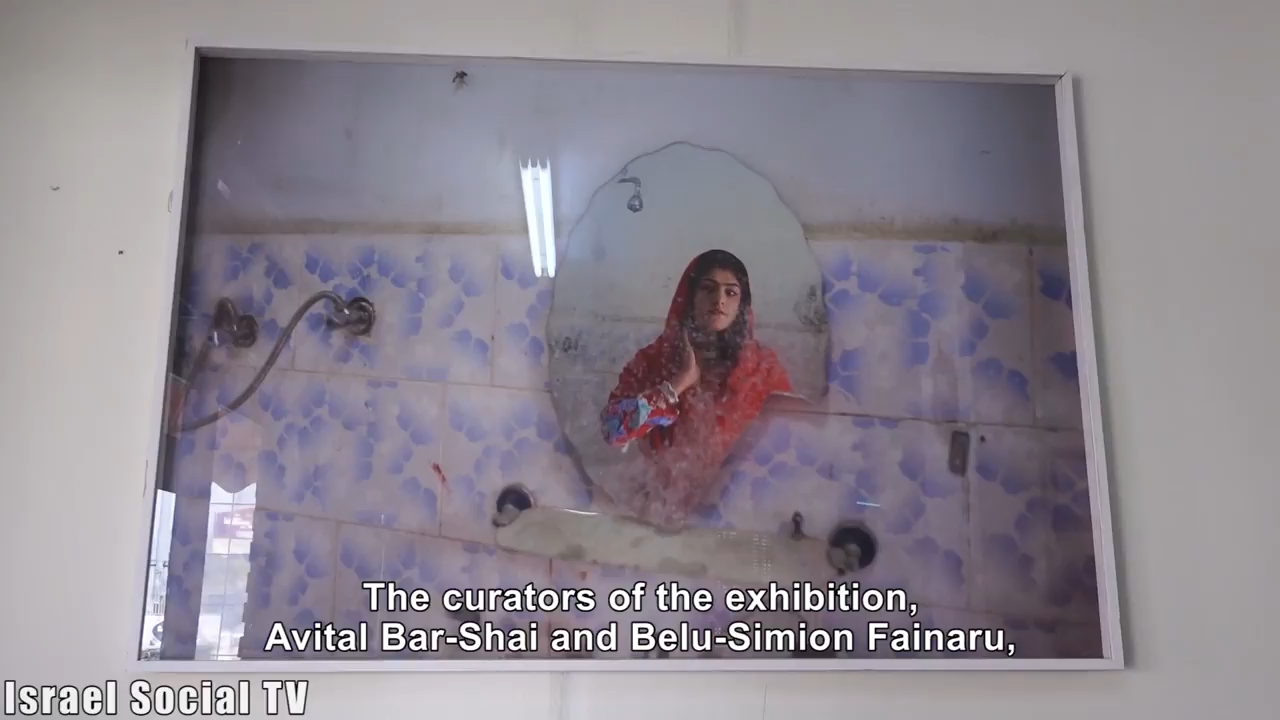 The curators of the exhibition,
Avital Bar-Shai and Belu-Simion Fainaru,
Israel Social TV